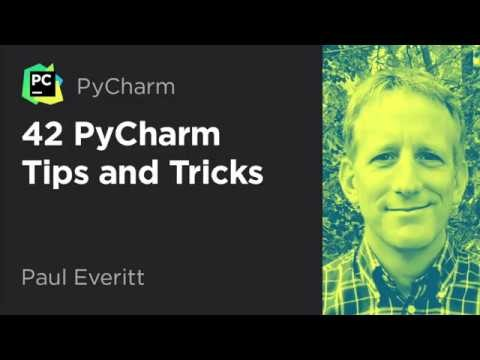 PC
PyCharm
42 PyCharm
Tips and Tricks
Paul Everitt